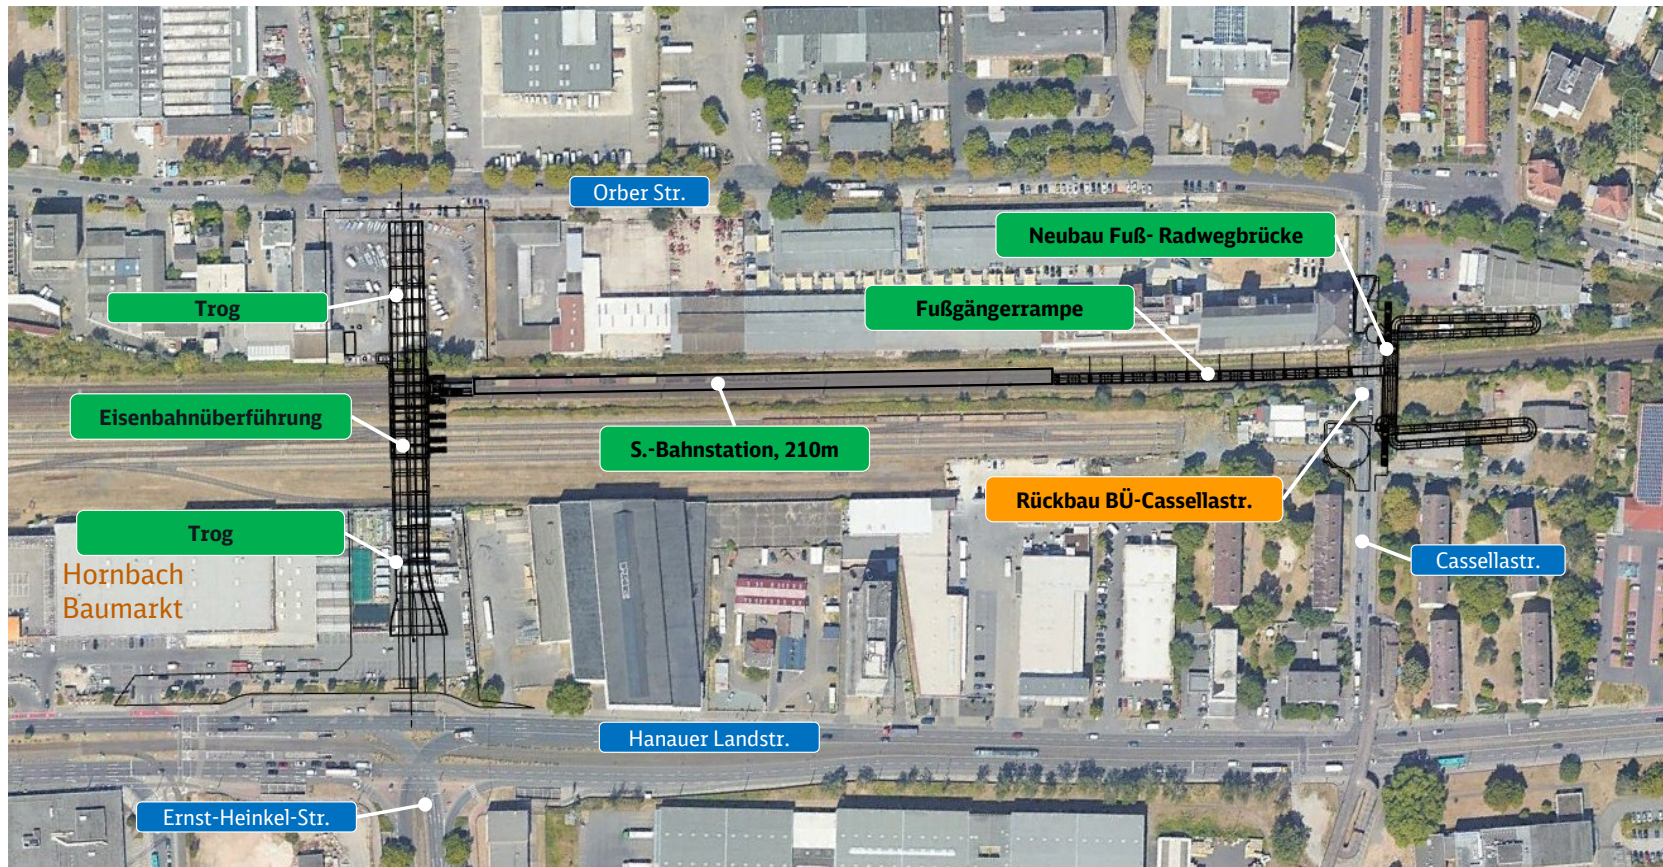 Orber Str.
Neubau Fuß- Radwegbrücke
Trog
Fußgängerrampe
Eisenbahnüberführung
S.-Bahnstation, 210m
Rückbau BÜ-Cassellastr.
Trog
Cassellastr.
Hornbach
Baumarkt
Hanauer Landstr.
Ernst-Heinkel-Str.